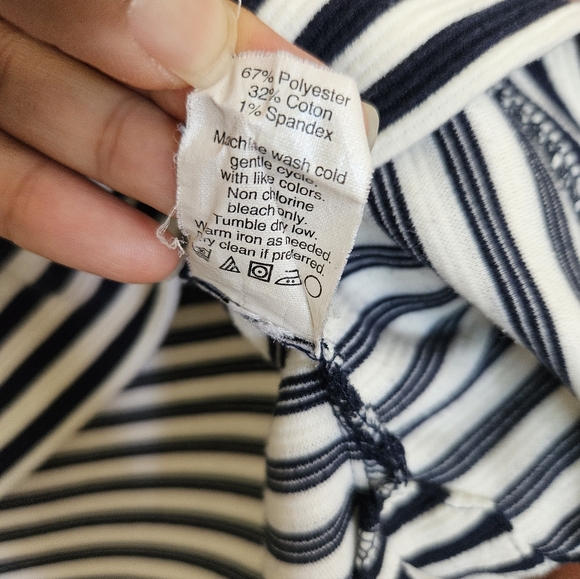 67% Polyester
32% Coton
1% Spandex
Machine wash cold
gentle cycle.
with like colors.
Non chlorine
bleach only.
Tumble dry low.
Warm iron as needed.
Dry clean if preferred.